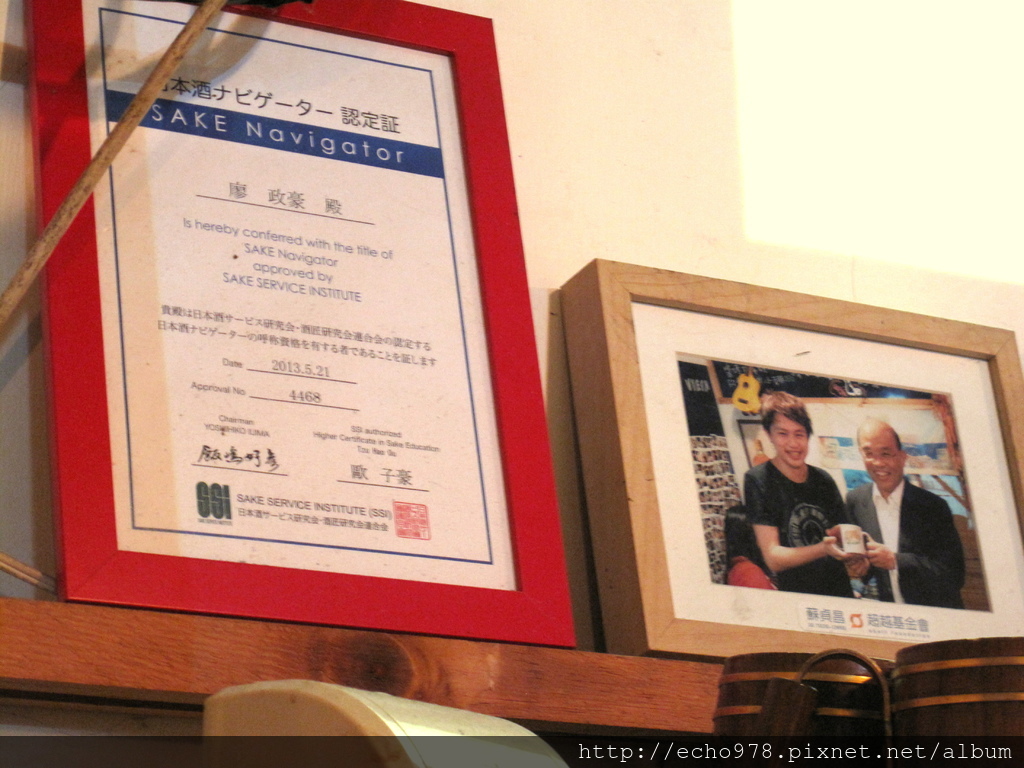 日本酒ナビゲーター 認定証
SAKE Navigator
廖 政豪 殿
Is hereby conferred with the title of
SAKE Navigator
approved by
SAKE SERVICE INSTITUTE
貴殿は日本酒サービス研究会・酒匠研究会連合会の認定する
日本酒ナビゲーターの呼称資格を有する者であることを証します
Date 2013.5.21
Approval No 4468
Chairman
YOSHIHIKO IIJIMA
飯嶋好彦
SSI authorized
Higher Certificate in Sake Education
Tzu Hao Ou
歐 子豪
SSI
SAKE SERVICE INSTITUTE (SSI)
日本酒サービス研究会・酒匠研究会連合会
蘇貞昌 超越基金會
http://echo978.pixnet.net/album